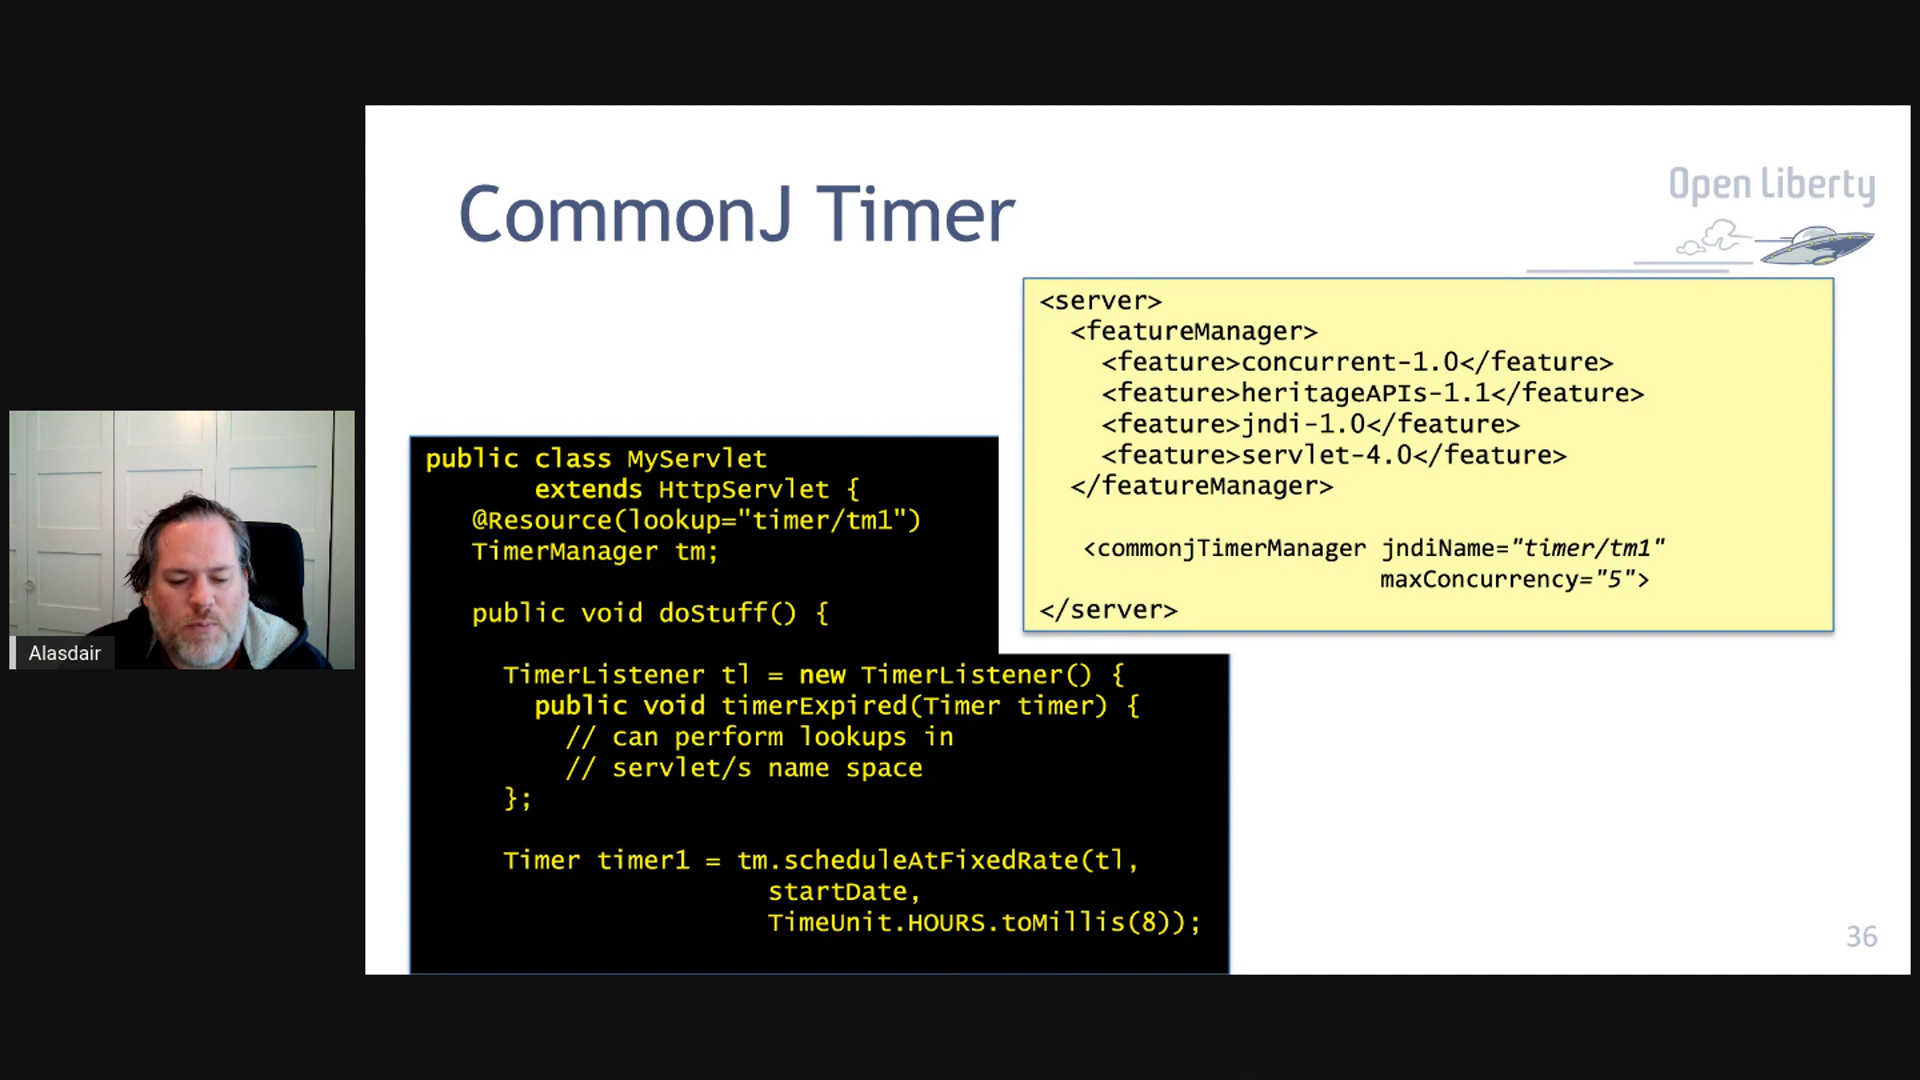 CommonJ Timer
Open Liberty
<server>
<featureManager>
<feature>concurrent-1.0</feature>
<feature>heritageAPIs-1.1</feature>
<feature>jndi-1.0</feature>
<feature>servlet-4.0</feature>
</featureManager>
<commonjTimerManager jndiName="timer/tm1"
maxConcurrency="5">
</server>
public class MyServlet
extends HttpServlet {
@Resource(lookup="timer/tm1")
TimerManager tm;
public void doStuff() {
TimerListener tl = new TimerListener() {
public void timerExpired(Timer timer) {
// can perform lookups in
// servlet/s name space
};
Timer timer1 = tm.scheduleAtFixedRate(tl,
startDate,
TimeUnit.HOURS.toMillis(8));
Alasdair
36